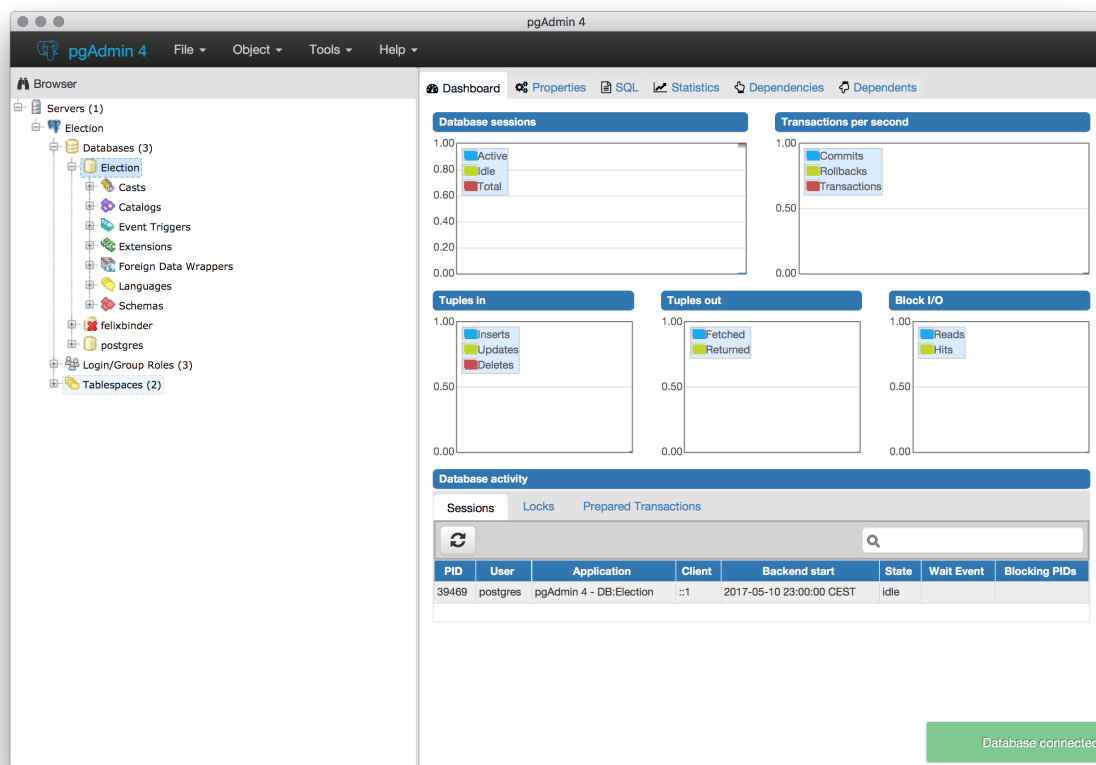 pgAdmin 4
pgAdmin 4 File Object Tools Help
Browser
Servers (1)
Election
Databases (3)
Election
Casts
Catalogs
Event Triggers
Extensions
Foreign Data Wrappers
Languages
Schemas
felixbinder
postgres
Login/Group Roles (3)
Tablespaces (2)
Dashboard Properties SQL Statistics Dependencies Dependents
Database sessions
1.00
0.80
0.60
0.40
0.20
0.00
Active
Idle
Total
Transactions per second
1.00
0.50
0.00
Commits
Rollbacks
Transactions
Tuples in
1.00
0.50
0.00
Inserts
Updates
Deletes
Tuples out
1.00
0.50
0.00
Fetched
Returned
Block I/O
1.00
0.50
0.00
Reads
Hits
Database activity
Sessions Locks Prepared Transactions
PID User Application Client Backend start State Wait Event Blocking PIDs
39469 postgres pgAdmin 4 - DB:Election ::1 2017-05-10 23:00:00 CEST idle
Database connected